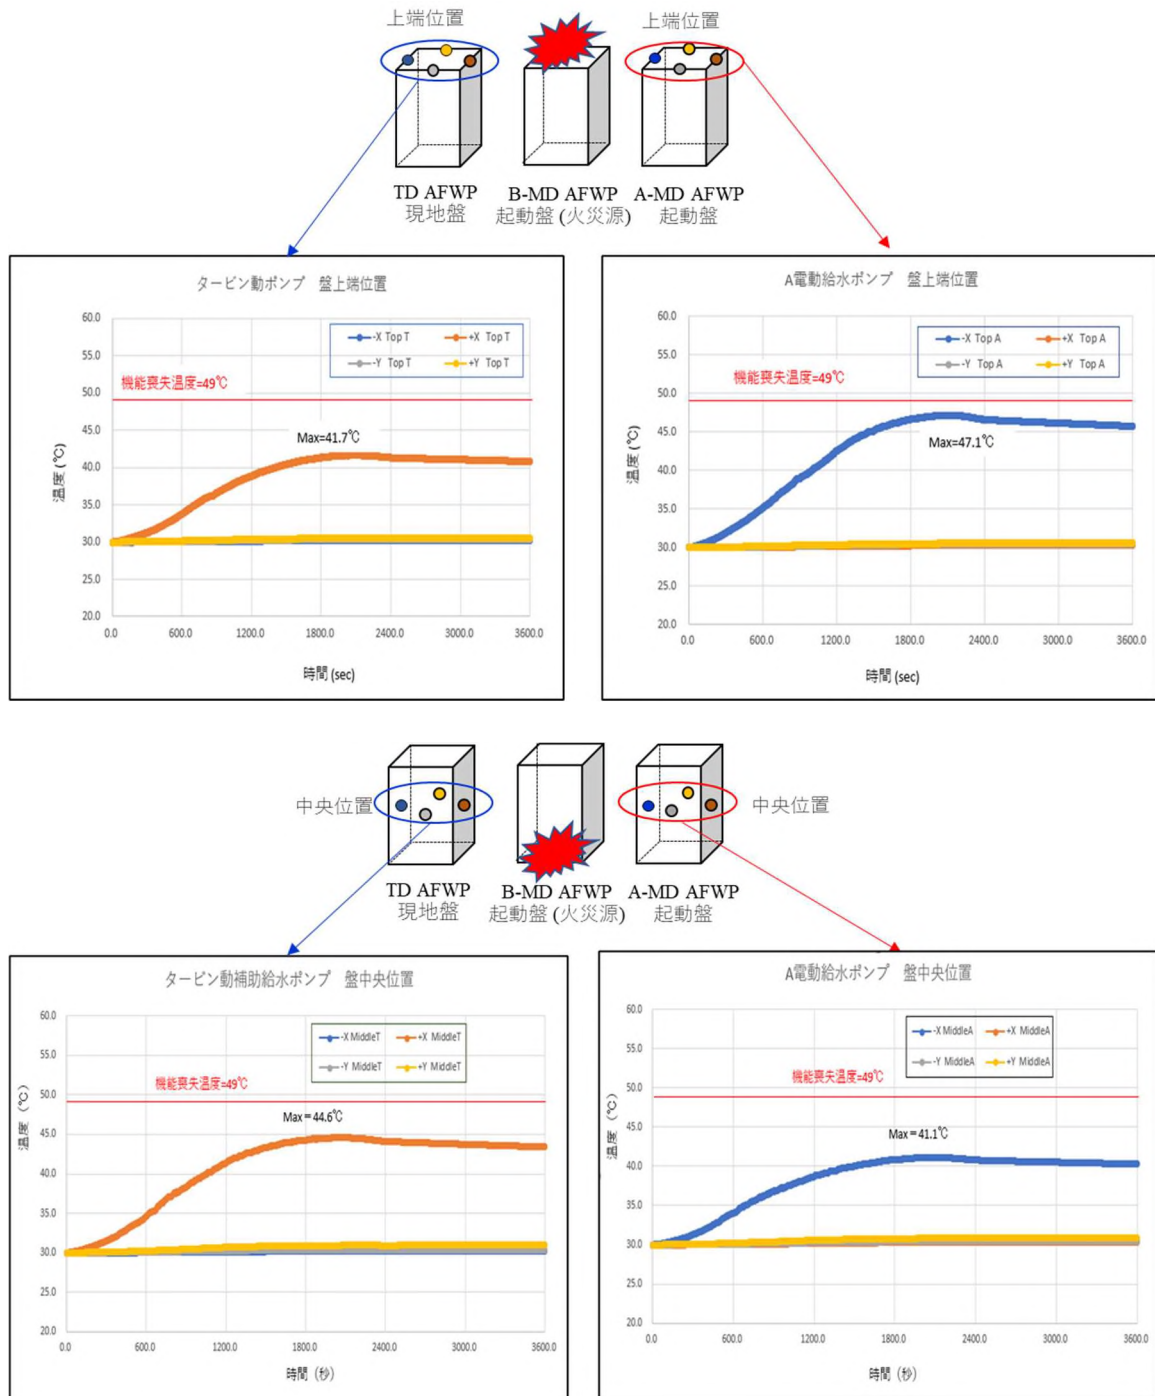 上端位置
上端位置
TD AFWP
現地盤
B-MD AFWP
起動盤 (火災源)
A-MD AFWP
起動盤
タービン動ポンプ 盤上端位置
60.0
55.0
50.0
45.0
40.0
35.0
30.0
25.0
20.0
温度 (℃)
-X Top T
+X Top T
-Y Top T
+Y Top T
機能喪失温度=49℃
Max=41.7℃
0.0 600.0 1200.0 1800.0 2400.0 3000.0 3600.0
時間 (sec)
A電動給水ポンプ 盤上端位置
60.0
55.0
50.0
45.0
40.0
35.0
30.0
25.0
20.0
温度 (℃)
-X Top A
+X Top A
-Y Top A
+Y Top A
機能喪失温度=49℃
Max=47.1℃
0.0 600.0 1200.0 1800.0 2400.0 3000.0 3600.0
時間 (sec)
中央位置
中央位置
TD AFWP
現地盤
B-MD AFWP
起動盤 (火災源)
A-MD AFWP
起動盤
タービン動補助給水ポンプ 盤中央位置
60.0
55.0
50.0
45.0
40.0
35.0
30.0
25.0
20.0
温度 (℃)
-X MiddleT
+X MiddleT
-Y MiddleT
+Y MiddleT
機能喪失温度=49℃
Max=44.6℃
0.0 600.0 1200.0 1800.0 2400.0 3000.0 3600.0
時間 (秒)
A電動給水ポンプ 盤中央位置
60.0
55.0
50.0
45.0
40.0
35.0
30.0
25.0
20.0
温度 (℃)
-X MiddleA
+X MiddleA
-Y MiddleA
+Y MiddleA
機能喪失温度=49℃
Max=41.1℃
0.0 600.0 1200.0 1800.0 2400.0 3000.0 3600.0
時間 (秒)